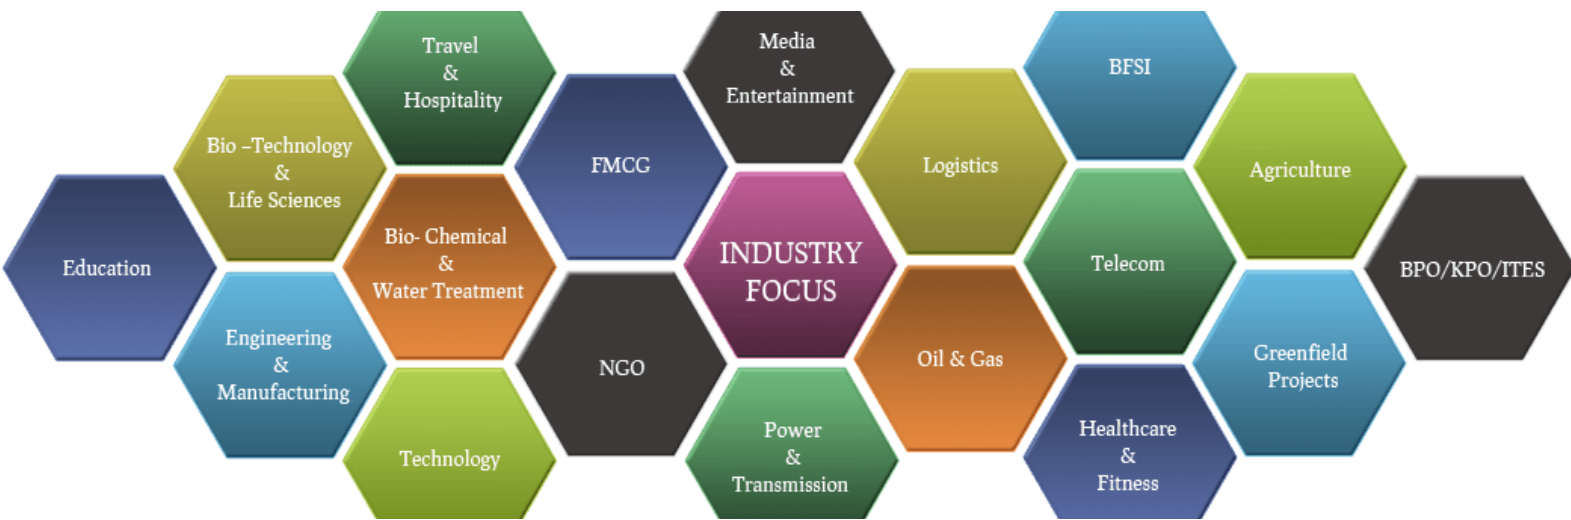 Education
Bio –Technology
&
Life Sciences
Engineering
&
Manufacturing
Travel
&
Hospitality
Bio- Chemical
&
Water Treatment
Technology
FMCG
NGO
Media
&
Entertainment
INDUSTRY
FOCUS
Power
&
Transmission
Logistics
Oil & Gas
BFSI
Telecom
Healthcare
&
Fitness
Agriculture
Greenfield
Projects
BPO/KPO/ITES